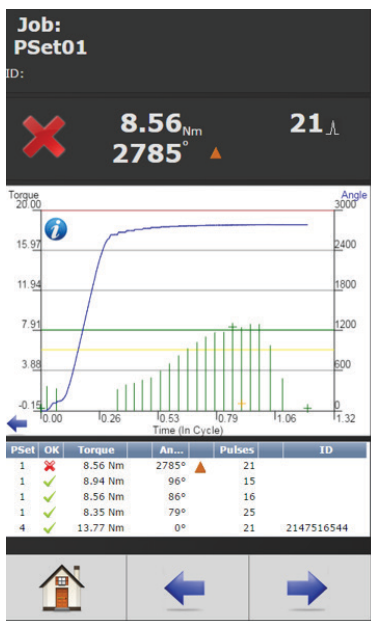 Job:
PSet01
ID:
8.56 Nm 21
2785°
Torque Angle
20.00 3000
15.97 2400
11.94 1800
7.91 1200
3.88 600
-0.15 0
0.00 0.26 0.53 0.79 1.06 1.32
Time (In Cycle)
PSet OK Torque An... Pulses ID
1 8.56 Nm 2785° 21
1 8.94 Nm 96° 15
1 8.56 Nm 86° 16
1 8.35 Nm 79° 25
4 13.77 Nm 0° 21 2147516544